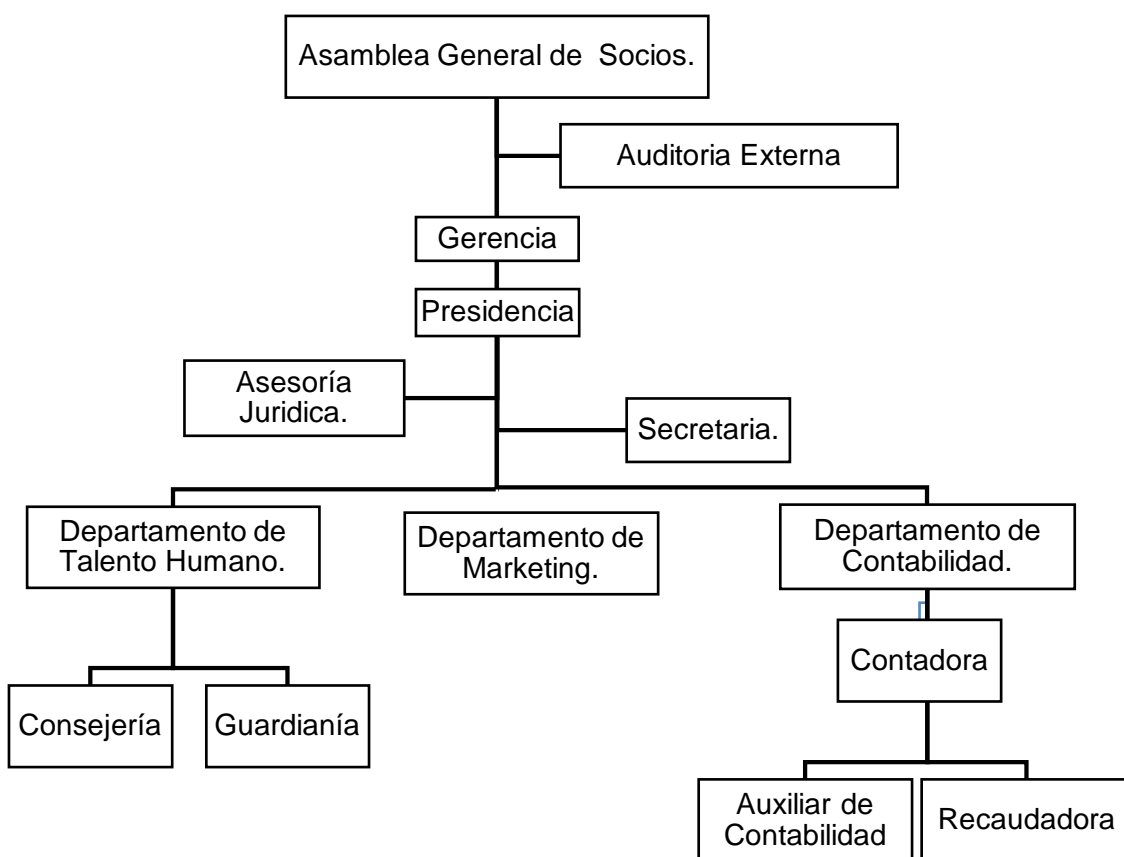 Asamblea General de Socios.
Auditoria Externa
Gerencia
Presidencia
Asesoría
Juridica.
Secretaria.
Departamento de
Talento Humano.
Departamento de
Marketing.
Departamento de
Contabilidad.
Contadora
Consejería
Guardianía
Auxiliar de
Contabilidad
Recaudadora